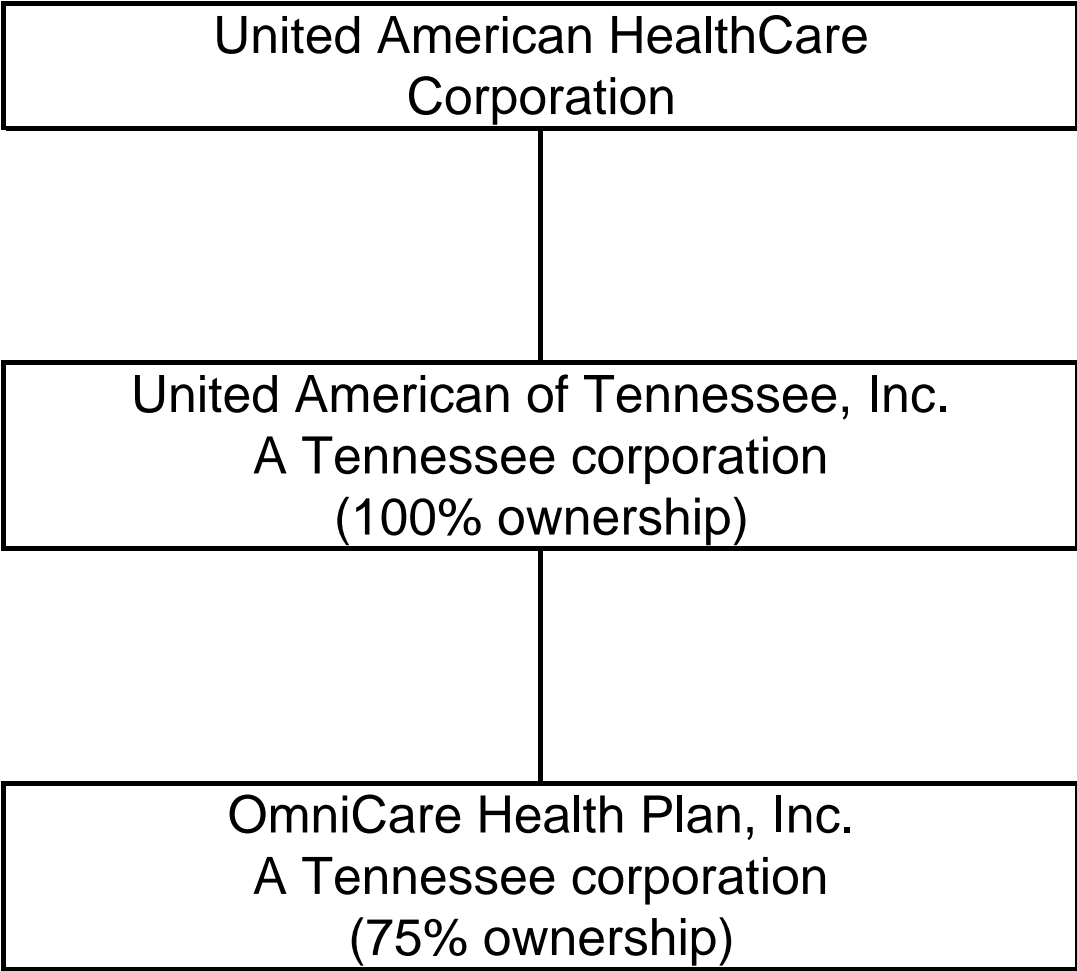 United American HealthCare
Corporation
United American of Tennessee, Inc.
A Tennessee corporation
(100% ownership)
OmniCare Health Plan, Inc.
A Tennessee corporation
(75% ownership)